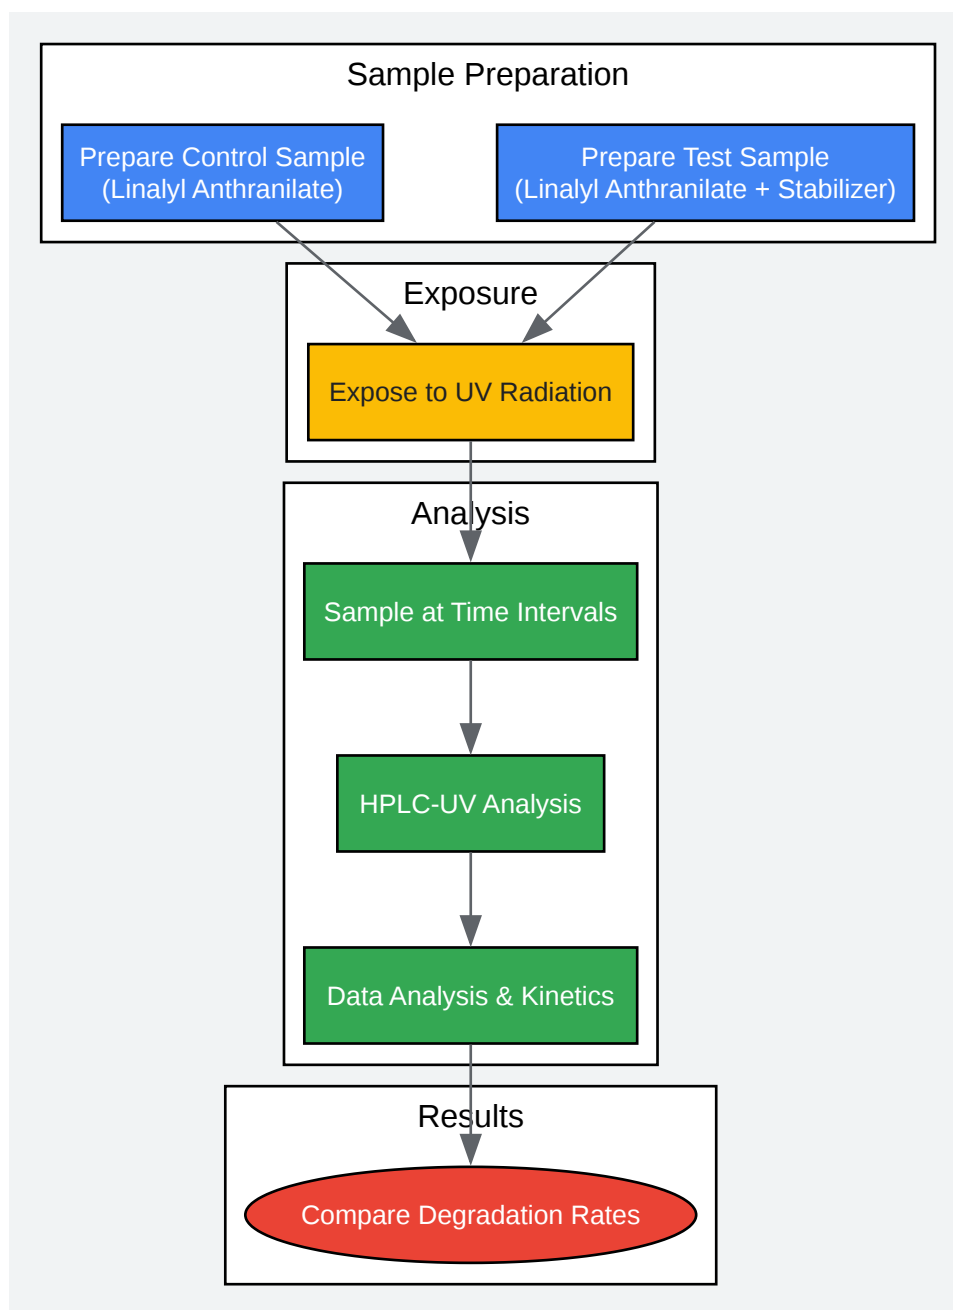 Sample Preparation
Prepare Control Sample
(Linalyl Anthranilate)
Prepare Test Sample
(Linalyl Anthranilate + Stabilizer)
Exposure
Expose to UV Radiation
Analysis
Sample at Time Intervals
HPLC-UV Analysis
Data Analysis & Kinetics
Results
Compare Degradation Rates